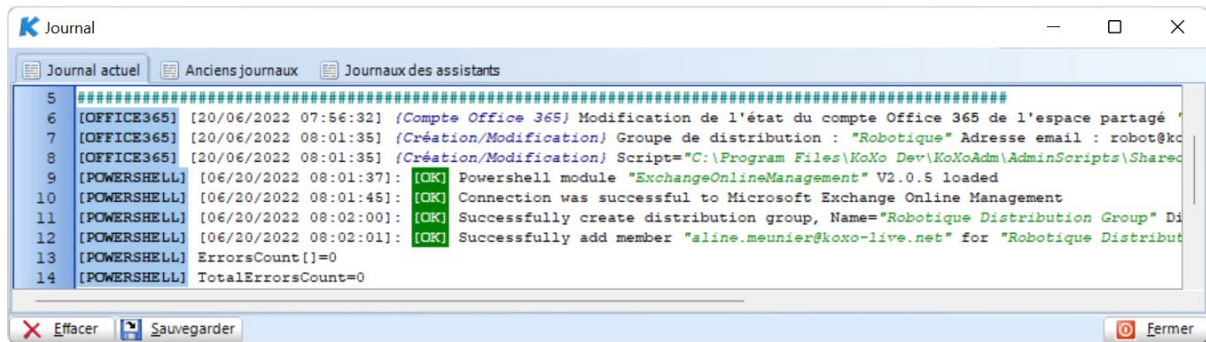 Journal
Journal actuel Anciens journaux Journaux des assistants
5 ####################################################################################################
6 [OFFICE365] [20/06/2022 07:56:32] {Compte Office 365} Modification de l'état du compte Office 365 de l'espace partagé "
7 [OFFICE365] [20/06/2022 08:01:35] {Création/Modification} Groupe de distribution : "Robotique" Adresse email : robot@ko
8 [OFFICE365] [20/06/2022 08:01:35] {Création/Modification} Script="C:\Program Files\KoXo Dev\KoXoAdm\AdminScripts\Shared
9 [POWERSHELL] [06/20/2022 08:01:37]: [OK] Powershell module "ExchangeOnlineManagement" V2.0.5 loaded
10 [POWERSHELL] [06/20/2022 08:01:45]: [OK] Connection was successful to Microsoft Exchange Online Management
11 [POWERSHELL] [06/20/2022 08:02:00]: [OK] Successfully create distribution group, Name="Robotique Distribution Group" Di
12 [POWERSHELL] [06/20/2022 08:02:01]: [OK] Successfully add member "aline.meunier@koxo-live.net" for "Robotique Distribut
13 [POWERSHELL] ErrorsCount[]=0
14 [POWERSHELL] TotalErrorsCount=0
Effacer Sauvegarder Fermer